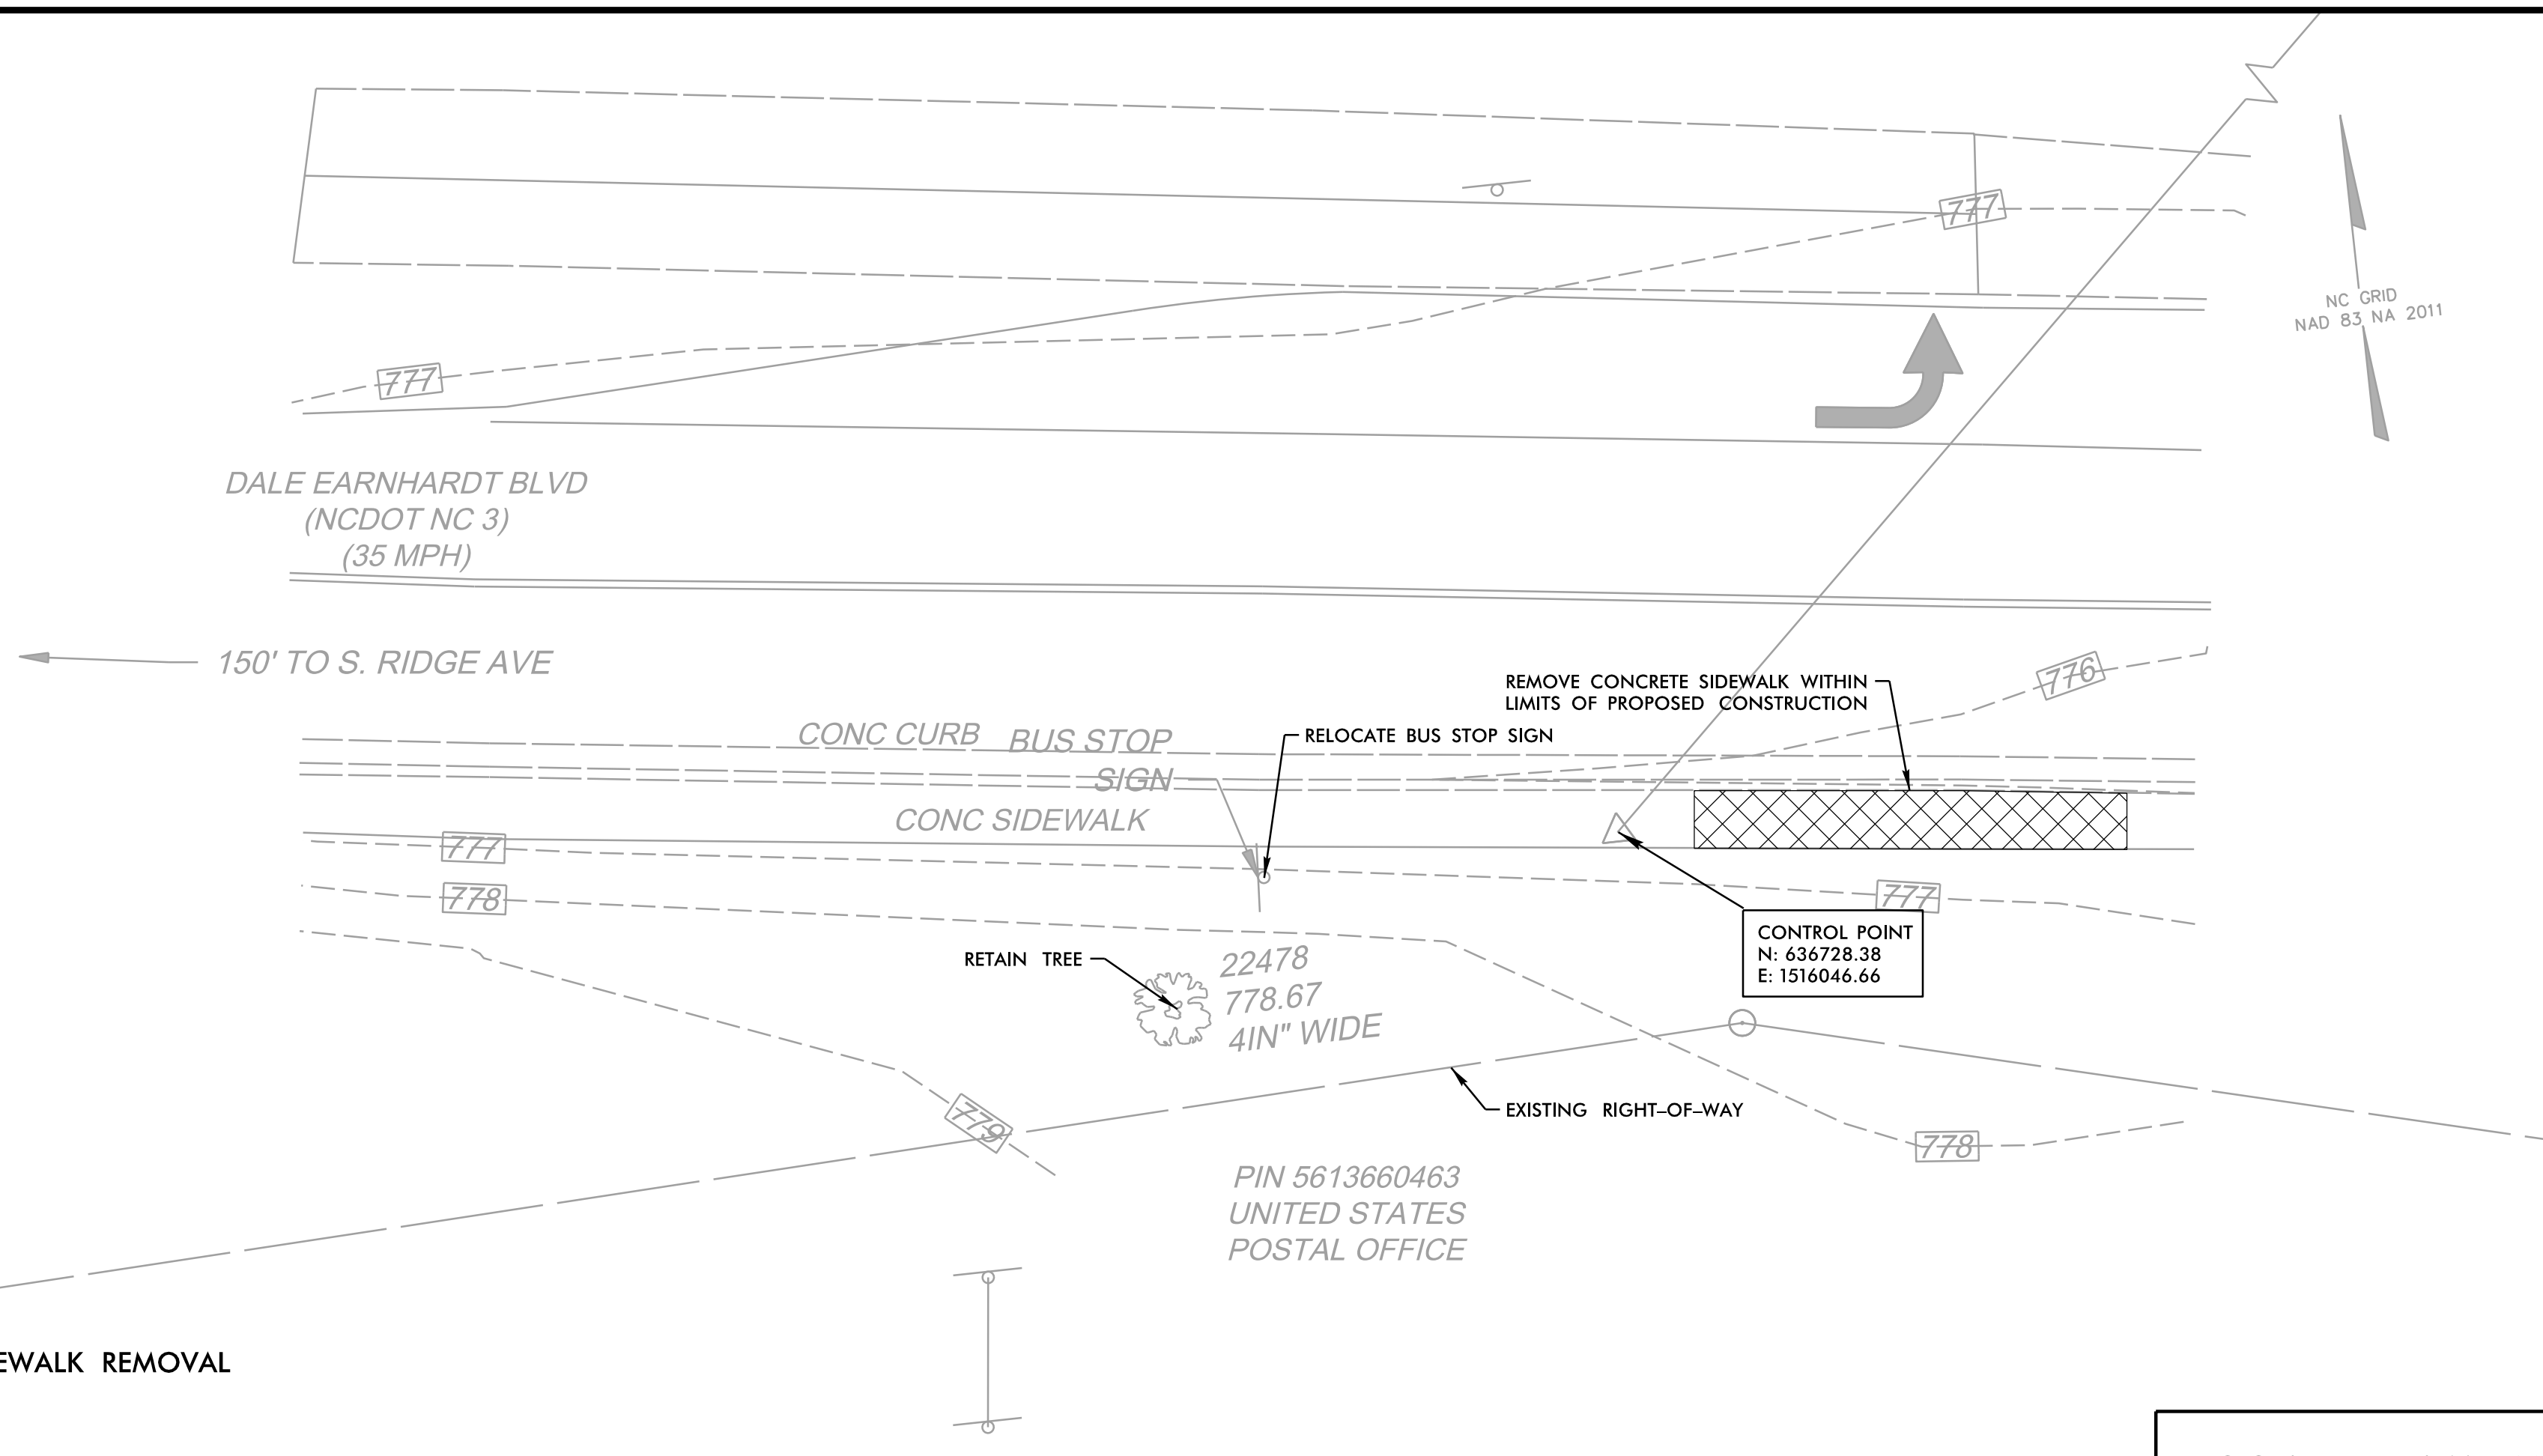 777
NC GRID
NAD 83 NA 2011
777
DALE EARNHARDT BLVD
(NCDOT NC 3)
(35 MPH)
150' TO S. RIDGE AVE
776
REMOVE CONCRETE SIDEWALK WITHIN
LIMITS OF PROPOSED CONSTRUCTION
CONC CURB
BUS STOP
SIGN
RELOCATE BUS STOP SIGN
CONC SIDEWALK
777
778
777
CONTROL POINT
N: 636728.38
E: 1516046.66
RETAIN TREE
22478
778.67
4IN" WIDE
779
EXISTING RIGHT–OF–WAY
778
PIN 5613660463
UNITED STATES
POSTAL OFFICE
EWALK REMOVAL